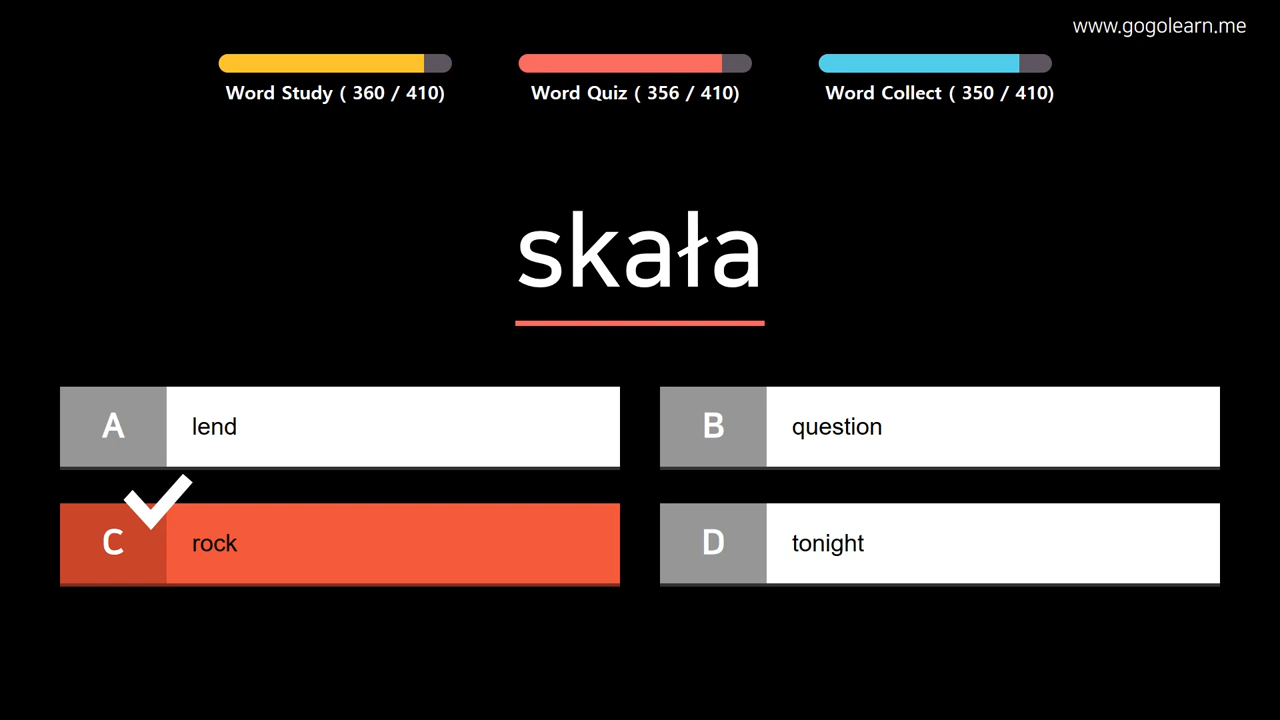 www.gogolearn.me
Word Study ( 360 / 410) Word Quiz ( 356 / 410) Word Collect ( 350 / 410)
skała
A lend B question
C rock D tonight